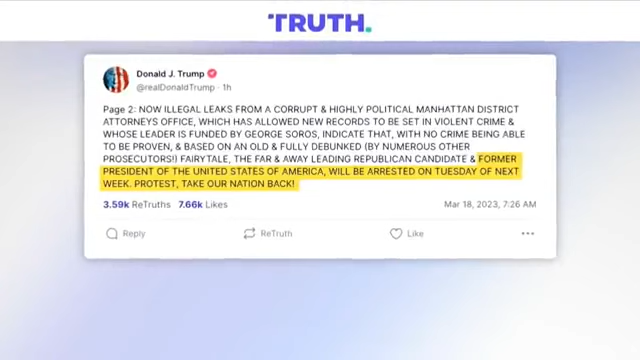 TRUTH.
Donald J. Trump
@realDonaldTrump · 1h
Page 2: NOW ILLEGAL LEAKS FROM A CORRUPT & HIGHLY POLITICAL MANHATTAN DISTRICT
ATTORNEYS OFFICE, WHICH HAS ALLOWED NEW RECORDS TO BE SET IN VIOLENT CRIME &
WHOSE LEADER IS FUNDED BY GEORGE SOROS, INDICATE THAT, WITH NO CRIME BEING ABLE
TO BE PROVEN, & BASED ON AN OLD & FULLY DEBUNKED (BY NUMEROUS OTHER
PROSECUTORS!) FAIRYTALE, THE FAR & AWAY LEADING REPUBLICAN CANDIDATE & FORMER
PRESIDENT OF THE UNITED STATES OF AMERICA, WILL BE ARRESTED ON TUESDAY OF NEXT
WEEK. PROTEST, TAKE OUR NATION BACK!
3.59k ReTruths 7.66k Likes Mar 18, 2023, 7:26 AM
Reply ReTruth Like